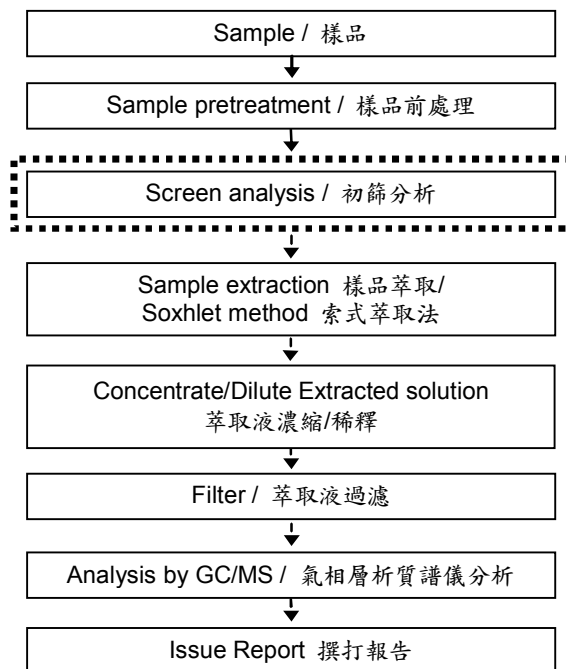 Sample / 樣品
Sample pretreatment / 樣品前處理
Screen analysis / 初篩分析
Sample extraction 樣品萃取/
Soxhlet method 索式萃取法
Concentrate/Dilute Extracted solution
萃取液濃縮/稀釋
Filter / 萃取液過濾
Analysis by GC/MS / 氣相層析質譜儀分析
Issue Report 撰打報告